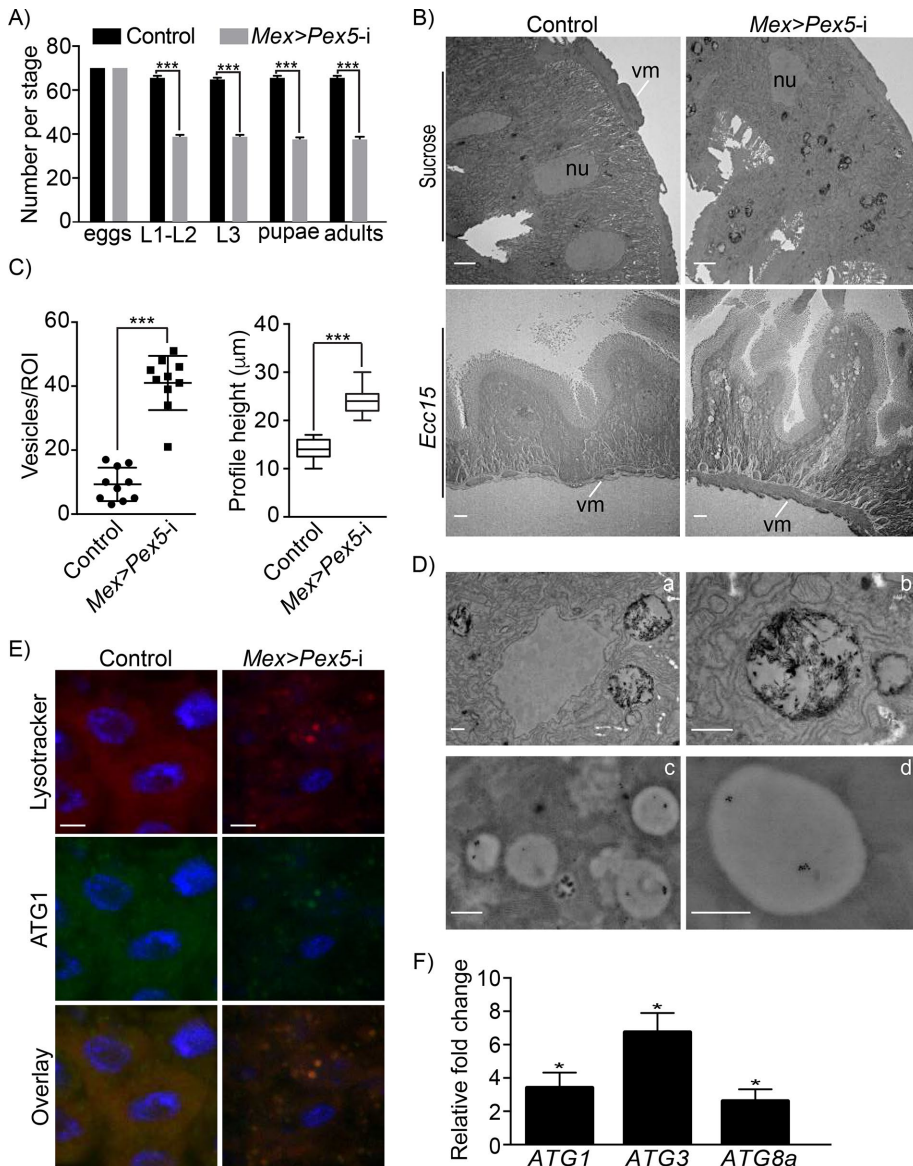 A)
Control
Mex>Pex5-i
Number per stage
80
60
40
20
0
***
***
***
***
eggs
L1-L2
L3
pupae
adults
B)
Control
Mex>Pex5-i
Sucrose
vm
nu
nu
Ecc15
vm
vm
C)
Vesicles/ROI
60
40
20
0
***
Control
Mex>Pex5-i
Profile height (μm)
40
30
20
10
0
***
Control
Mex>Pex5-i
D)
a
b
c
d
E)
Control
Mex>Pex5-i
Lysotracker
ATG1
Overlay
F)
Relative fold change
10
8
6
4
2
0
*
*
*
ATG1
ATG3
ATG8a